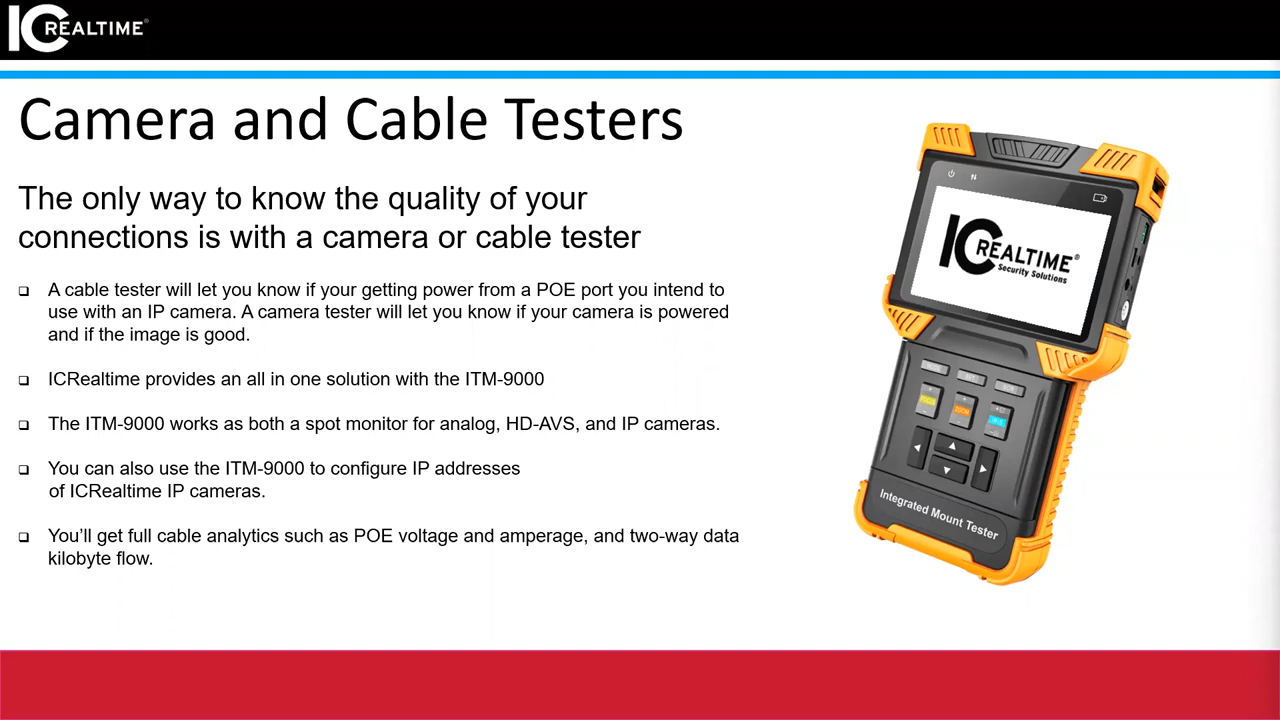 IC REALTIME®
Camera and Cable Testers
The only way to know the quality of your
connections is with a camera or cable tester
A cable tester will let you know if your getting power from a POE port you intend to
use with an IP camera. A camera tester will let you know if your camera is powered
and if the image is good.
ICRealtime provides an all in one solution with the ITM-9000
The ITM-9000 works as both a spot monitor for analog, HD-AVS, and IP cameras.
You can also use the ITM-9000 to configure IP addresses
of ICRealtime IP cameras.
You’ll get full cable analytics such as POE voltage and amperage, and two-way data
kilobyte flow.
IC REALTIME®
Security Solutions
ZOOM
Integrated Mount Tester